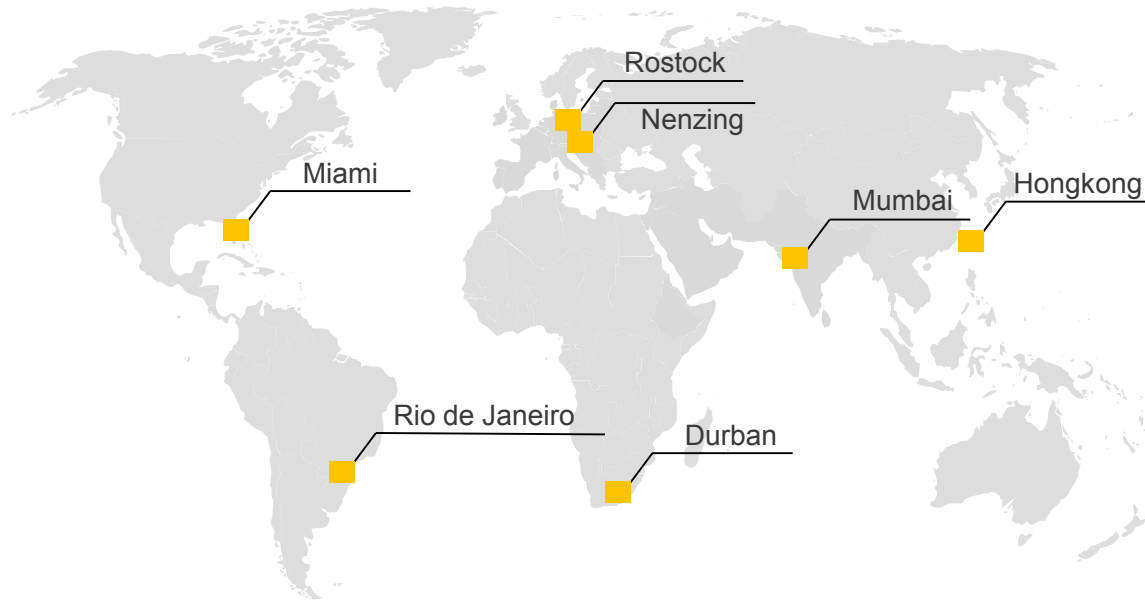 Rostock
Nenzing
Miami
Hongkong
Mumbai
Rio de Janeiro
Durban